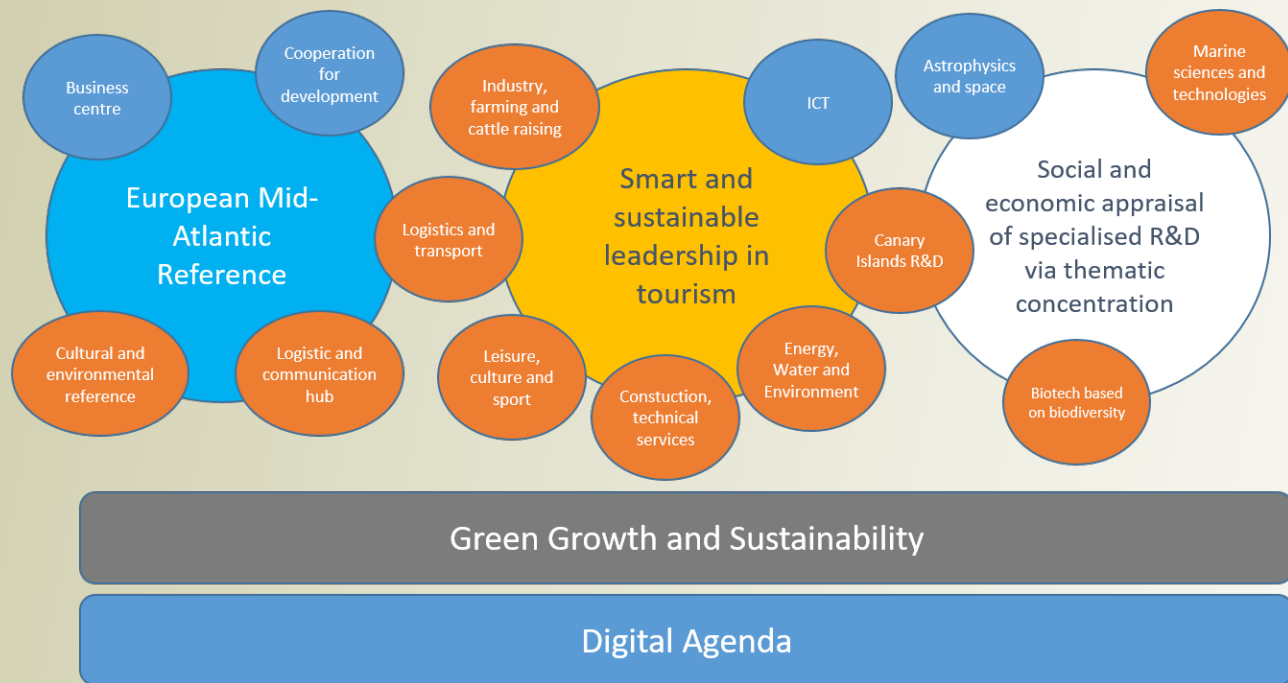 Business
centre
Cooperation
for
development
European Mid-
Atlantic
Reference
Cultural and
environmental
reference
Logistic and
communication
hub
Logistics and
transport
Industry,
farming and
cattle raising
ICT
Smart and
sustainable
leadership in
tourism
Leisure,
culture and
sport
Constuction,
technical
services
Energy,
Water and
Environment
Canary
Islands R&D
Astrophysics
and space
Marine
sciences and
technologies
Social and
economic appraisal
of specialised R&D
via thematic
concentration
Biotech based
on biodiversity
Green Growth and Sustainability
Digital Agenda